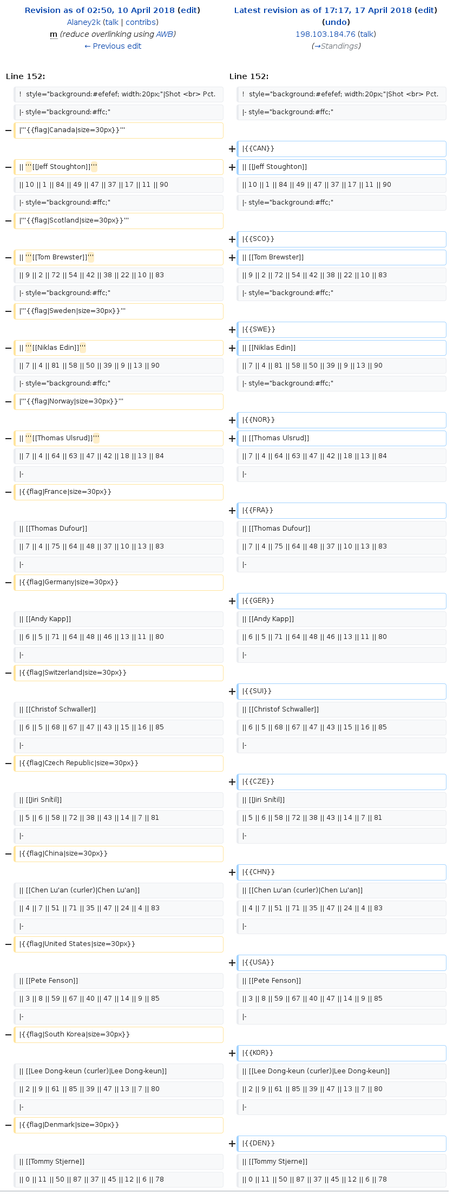 Revision as of 02:50, 10 April 2018 (edit)
Alaney2k (talk | contribs)
m (reduce overlinking using AWB)
← Previous edit
Latest revision as of 17:17, 17 April 2018 (edit)
(undo)
198.103.184.76 (talk)
(→Standings)
Line 152: Line 152:
! style="background:#efefef; width:20px;"|Shot <br> Pct. ! style="background:#efefef; width:20px;"|Shot <br> Pct.
|- style="background:#ffc;" |- style="background:#ffc;"
− |'''{{flag|Canada|size=30px}}'''
+ |{{CAN}}
− || '''[[Jeff Stoughton]]''' + || [[Jeff Stoughton]]
|| 10 || 1 || 84 || 49 || 47 || 37 || 17 || 11 || 90 || 10 || 1 || 84 || 49 || 47 || 37 || 17 || 11 || 90
|- style="background:#ffc;" |- style="background:#ffc;"
− |'''{{flag|Scotland|size=30px}}'''
+ |{{SCO}}
− || '''[[Tom Brewster]]''' + || [[Tom Brewster]]
|| 9 || 2 || 72 || 54 || 42 || 38 || 22 || 10 || 83 || 9 || 2 || 72 || 54 || 42 || 38 || 22 || 10 || 83
|- style="background:#ffc;" |- style="background:#ffc;"
− |'''{{flag|Sweden|size=30px}}'''
+ |{{SWE}}
− || '''[[Niklas Edin]]''' + || [[Niklas Edin]]
|| 7 || 4 || 81 || 58 || 50 || 39 || 9 || 13 || 90 || 7 || 4 || 81 || 58 || 50 || 39 || 9 || 13 || 90
|- style="background:#ffc;" |- style="background:#ffc;"
− |'''{{flag|Norway|size=30px}}'''
+ |{{NOR}}
− || '''[[Thomas Ulsrud]]''' + || [[Thomas Ulsrud]]
|| 7 || 4 || 64 || 63 || 47 || 42 || 18 || 13 || 84 || 7 || 4 || 64 || 63 || 47 || 42 || 18 || 13 || 84
|- |-
− |{{flag|France|size=30px}}
+ |{{FRA}}
|| [[Thomas Dufour]] || [[Thomas Dufour]]
|| 7 || 4 || 75 || 64 || 48 || 37 || 10 || 13 || 83 || 7 || 4 || 75 || 64 || 48 || 37 || 10 || 13 || 83
|- |-
− |{{flag|Germany|size=30px}}
+ |{{GER}}
|| [[Andy Kapp]] || [[Andy Kapp]]
|| 6 || 5 || 71 || 64 || 48 || 46 || 13 || 11 || 80 || 6 || 5 || 71 || 64 || 48 || 46 || 13 || 11 || 80
|- |-
− |{{flag|Switzerland|size=30px}}
+ |{{SUI}}
|| [[Christof Schwaller]] || [[Christof Schwaller]]
|| 6 || 5 || 68 || 67 || 47 || 43 || 15 || 16 || 85 || 6 || 5 || 68 || 67 || 47 || 43 || 15 || 16 || 85
|- |-
− |{{flag|Czech Republic|size=30px}}
+ |{{CZE}}
|| [[Jiri Snítil]] || [[Jiri Snítil]]
|| 5 || 6 || 58 || 72 || 38 || 43 || 14 || 7 || 81 || 5 || 6 || 58 || 72 || 38 || 43 || 14 || 7 || 81
|- |-
− |{{flag|China|size=30px}}
+ |{{CHN}}
|| [[Chen Lu'an (curler)|Chen Lu'an]] || [[Chen Lu'an (curler)|Chen Lu'an]]
|| 4 || 7 || 51 || 71 || 35 || 47 || 24 || 4 || 83 || 4 || 7 || 51 || 71 || 35 || 47 || 24 || 4 || 83
|- |-
− |{{flag|United States|size=30px}}
+ |{{USA}}
|| [[Pete Fenson]] || [[Pete Fenson]]
|| 3 || 8 || 59 || 67 || 40 || 47 || 14 || 9 || 85 || 3 || 8 || 59 || 67 || 40 || 47 || 14 || 9 || 85
|- |-
− |{{flag|South Korea|size=30px}}
+ |{{KOR}}
|| [[Lee Dong-keun (curler)|Lee Dong-keun]] || [[Lee Dong-keun (curler)|Lee Dong-keun]]
|| 2 || 9 || 61 || 85 || 39 || 47 || 13 || 7 || 80 || 2 || 9 || 61 || 85 || 39 || 47 || 13 || 7 || 80
|- |-
− |{{flag|Denmark|size=30px}}
+ |{{DEN}}
|| [[Tommy Stjerne]] || [[Tommy Stjerne]]
|| 0 || 11 || 50 || 87 || 37 || 45 || 12 || 6 || 78 || 0 || 11 || 50 || 87 || 37 || 45 || 12 || 6 || 78